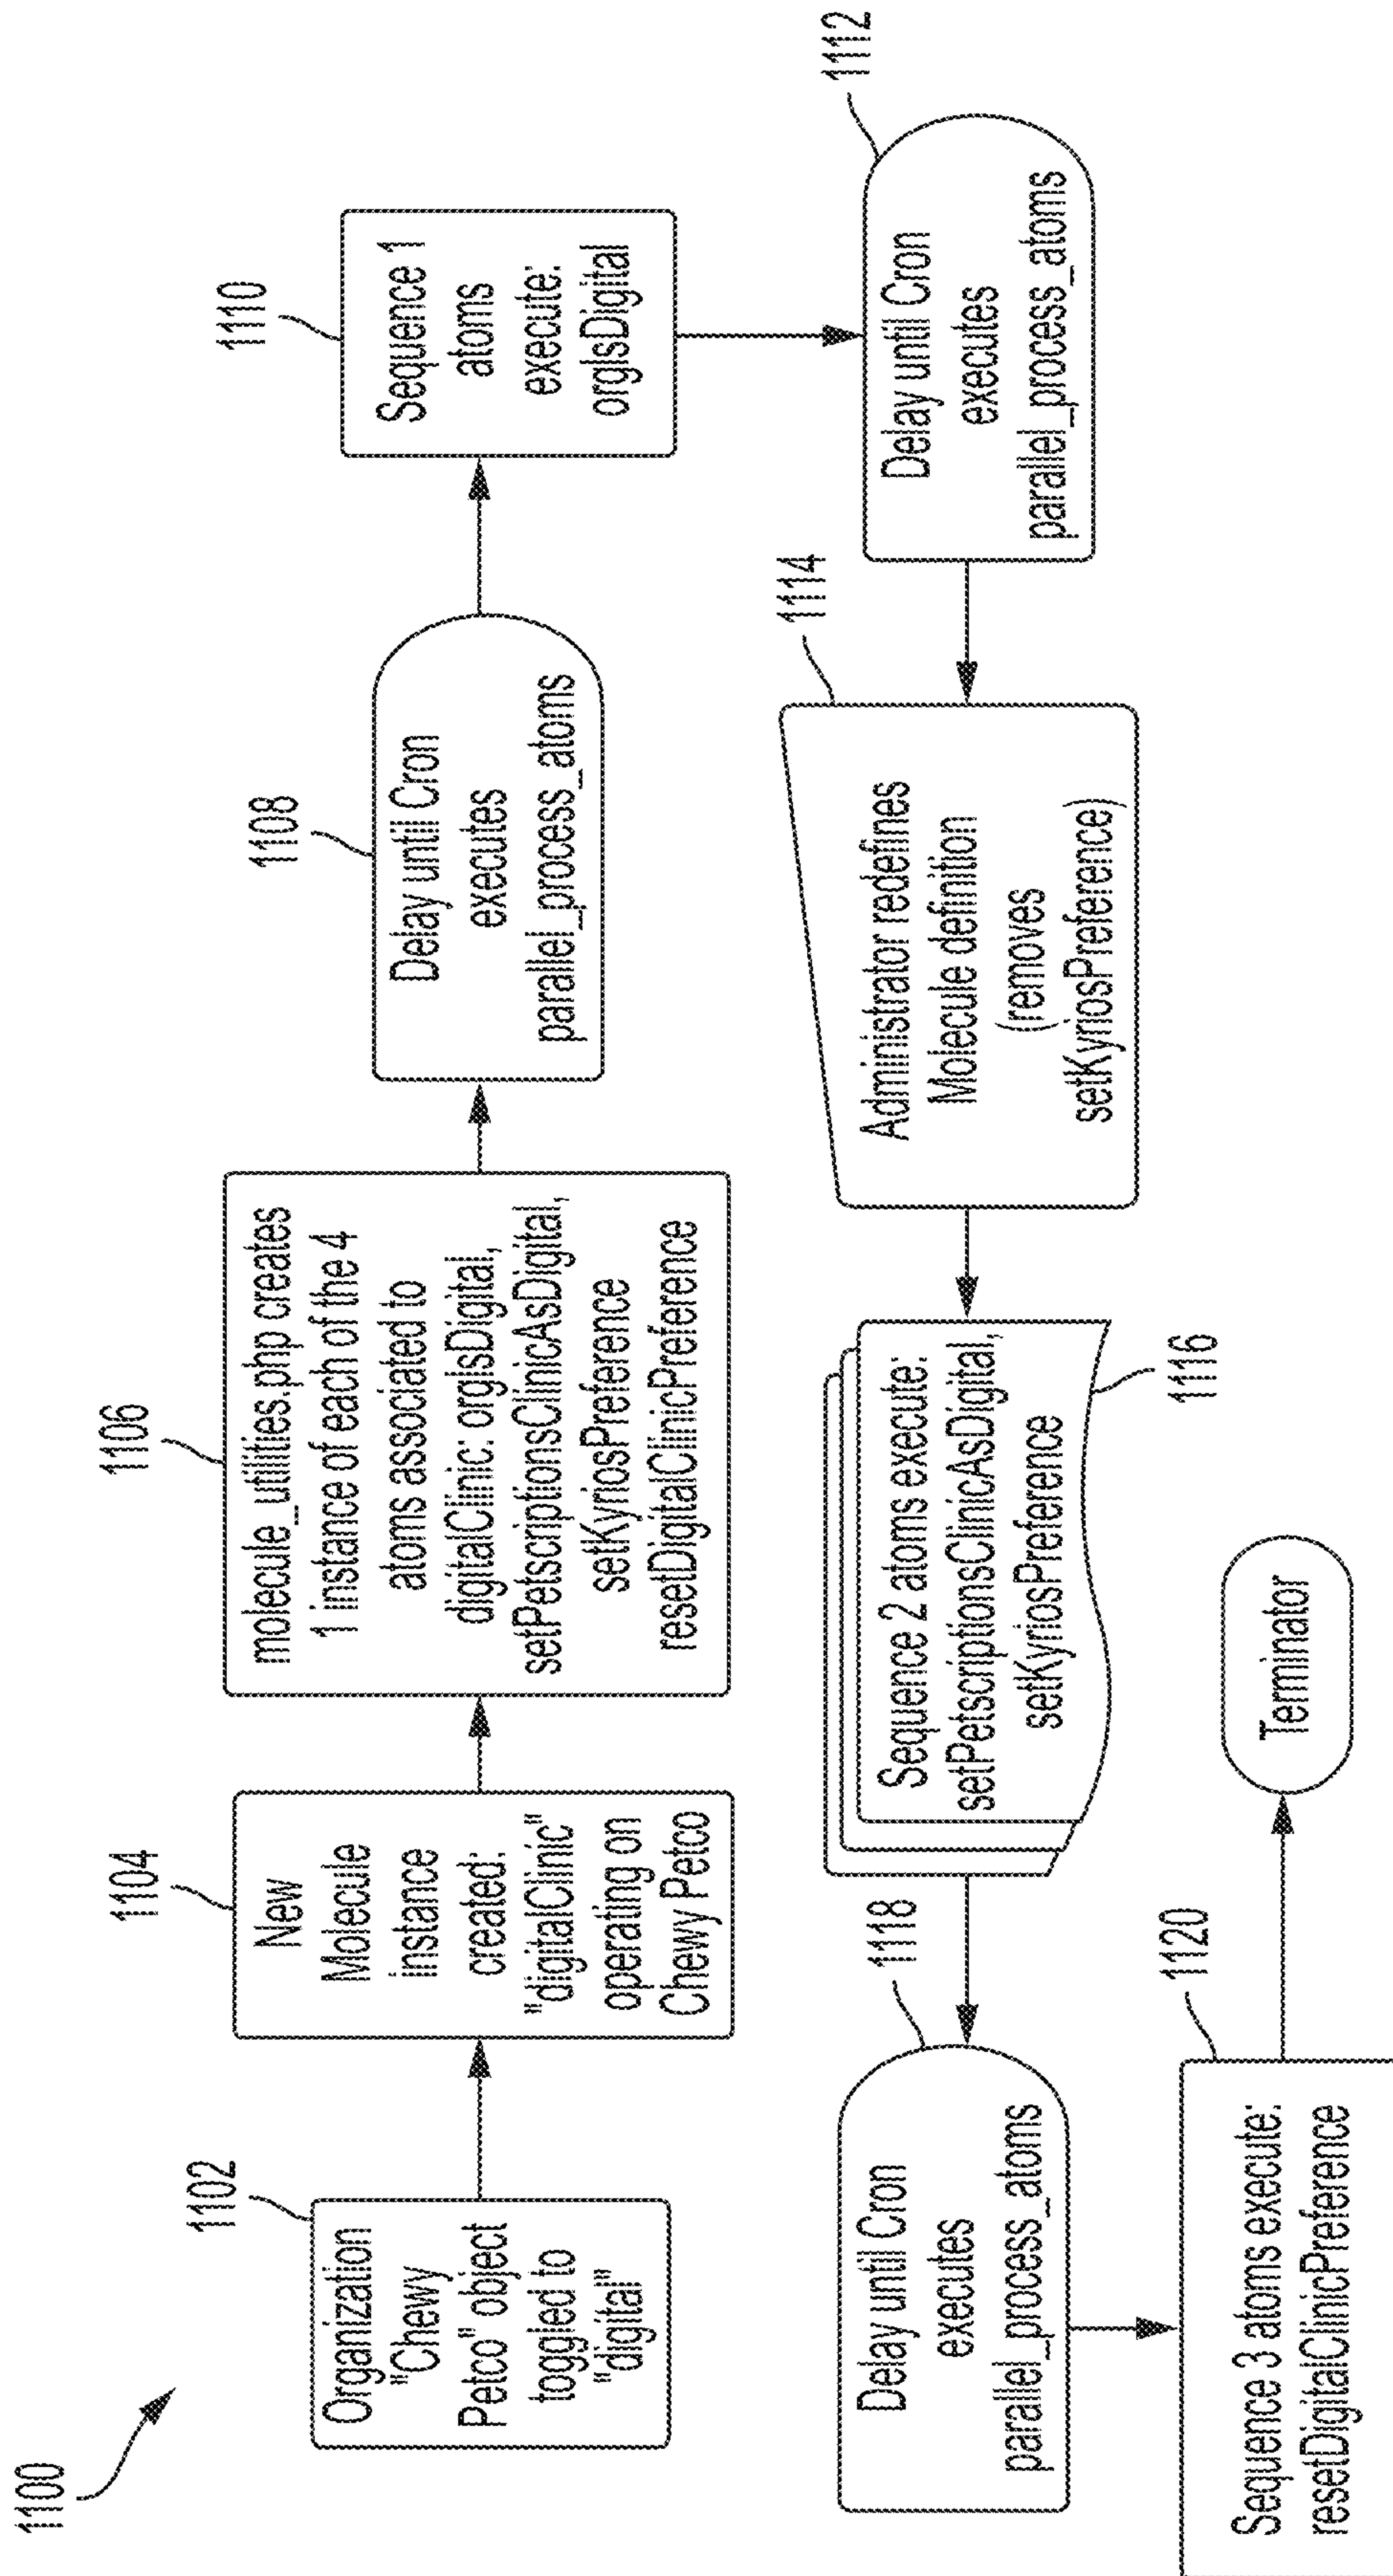 1100
1102
Organization
"Chewy
Petco" object
toggled to
"digital"
1104
New
Molecule
instance
created:
"digitalClinic"
operating on
Chewy Petco
1106
molecule_utilities.php creates
1 instance of each of the 4
atoms associated to
digitalClinic: orgIsDigital,
setPetscriptionsClinicAsDigital,
setKyriosPreference
resetDigitalClinicPreference
1108
Delay until Cron
executes
parallel_process_atoms
1110
Sequence 1
atoms
execute:
orgIsDigital
1112
Delay until Cron
executes
parallel_process_atoms
1114
Administrator redefines
Molecule definition
(removes
setKyriosPreference)
1116
Sequence 2 atoms execute:
setPetscriptionsClinicAsDigital,
setKyriosPreference
1118
Delay until Cron
executes
parallel_process_atoms
1120
Sequence 3 atoms execute:
resetDigitalClinicPreference
Terminator